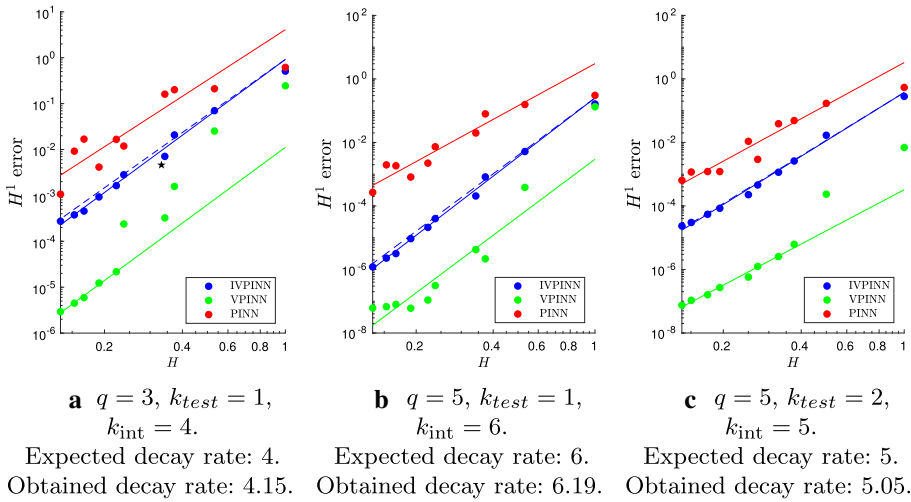 10^1
10^0
10^-1
10^-2
10^-3
10^-4
10^-5
10^-6
H^1 error
0.2 0.4 0.6 0.8 1
H
IVPINN
VPINN
PINN
a q = 3, k_test = 1,
k_int = 4.
Expected decay rate: 4.
Obtained decay rate: 4.15.
10^2
10^0
10^-2
10^-4
10^-6
10^-8
H^1 error
0.2 0.4 0.6 0.8 1
H
IVPINN
VPINN
PINN
b q = 5, k_test = 1,
k_int = 6.
Expected decay rate: 6.
Obtained decay rate: 6.19.
10^2
10^0
10^-2
10^-4
10^-6
10^-8
H^1 error
0.2 0.4 0.6 0.8 1
H
IVPINN
VPINN
PINN
c q = 5, k_test = 2,
k_int = 5.
Expected decay rate: 5.
Obtained decay rate: 5.05.